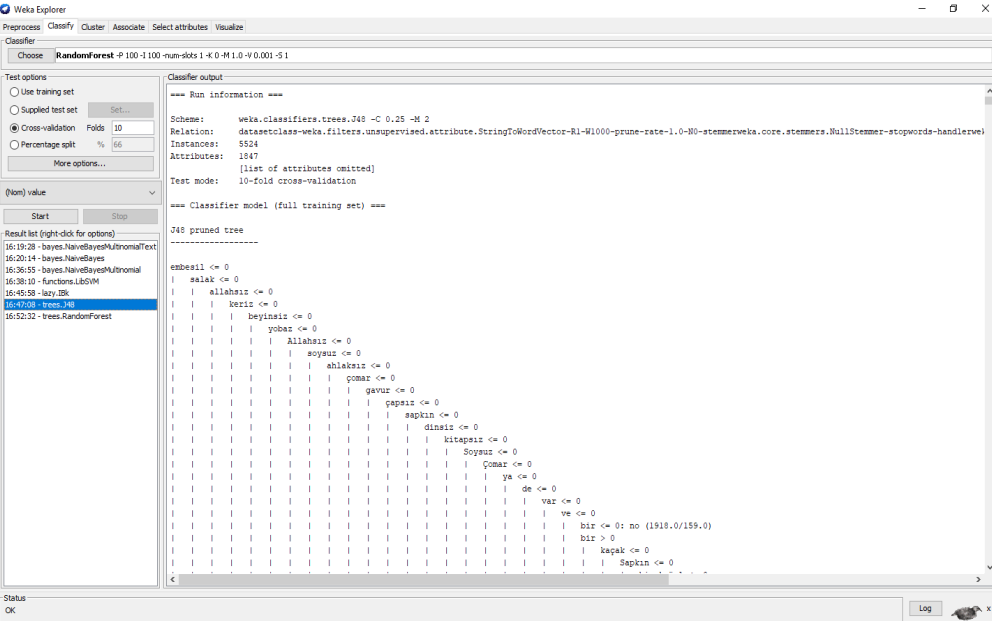 Weka Explorer
Preprocess Classify Cluster Associate Select attributes Visualize
Classifier
Choose RandomForest -P 100 -I 100 -num-slots 1 -K 0 -M 1.0 -V 0.001 -S 1
Test options
Use training set
Supplied test set Set...
Cross-validation Folds 10
Percentage split % 66
More options...
(Nom) value
Start Stop
Result list (right-click for options)
16:19:28 - bayes.NaiveBayesMultinomialText
16:20:14 - bayes.NaiveBayes
16:36:55 - bayes.NaiveBayesMultinomial
16:38:10 - functions.LibSVM
16:45:58 - lazy.IBk
16:47:08 - trees.J48
16:52:32 - trees.RandomForest
Classifier output
=== Run information ===
Scheme: weka.classifiers.trees.J48 -C 0.25 -M 2
Relation: datasetclass-weka.filters.unsupervised.attribute.StringToWordVector-R1-W1000-prune-rate-1.0-N0-stemmerweka.core.stemmers.NullStemmer-stopwords-handlerwek
Instances: 5524
Attributes: 1847
[list of attributes omitted]
Test mode: 10-fold cross-validation
=== Classifier model (full training set) ===
J48 pruned tree
------------------
embesil <= 0
| salak <= 0
| | allahsız <= 0
| | | keriz <= 0
| | | | beyinsiz <= 0
| | | | | yobaz <= 0
| | | | | | Allahsız <= 0
| | | | | | | soysuz <= 0
| | | | | | | | ahlaksız <= 0
| | | | | | | | | çomar <= 0
| | | | | | | | | | gavur <= 0
| | | | | | | | | | | çapsız <= 0
| | | | | | | | | | | | sapkın <= 0
| | | | | | | | | | | | | dinsiz <= 0
| | | | | | | | | | | | | | kitapsız <= 0
| | | | | | | | | | | | | | | Soysuz <= 0
| | | | | | | | | | | | | | | | Çomar <= 0
| | | | | | | | | | | | | | | | | ya <= 0
| | | | | | | | | | | | | | | | | | de <= 0
| | | | | | | | | | | | | | | | | | | var <= 0
| | | | | | | | | | | | | | | | | | | | ve <= 0
| | | | | | | | | | | | | | | | | | | | | bir <= 0: no (1918.0/159.0)
| | | | | | | | | | | | | | | | | | | | | bir > 0
| | | | | | | | | | | | | | | | | | | | | | kaçak <= 0
| | | | | | | | | | | | | | | | | | | | | | | Sapkın <= 0
Status
OK
Log
x